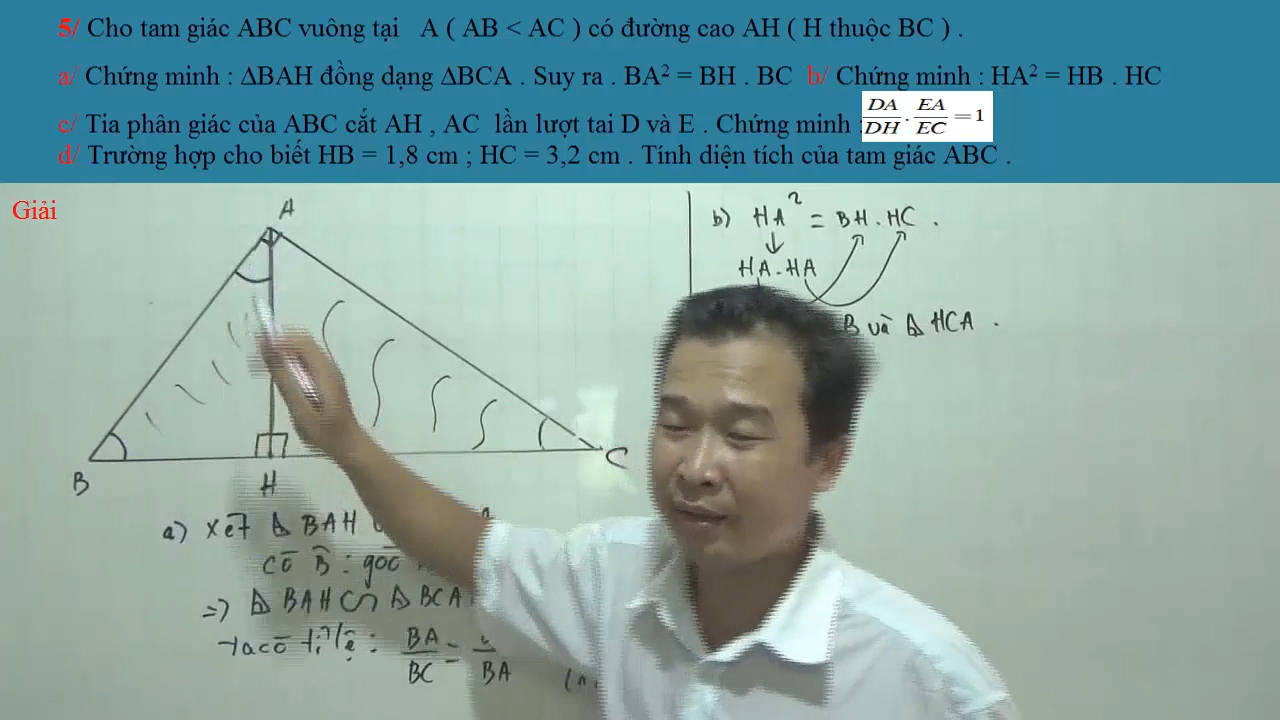 5/ Cho tam giác ABC vuông tại A ( AB < AC ) có đường cao AH ( H thuộc BC ) .
a/ Chứng minh : ΔBAH đồng dạng ΔBCA . Suy ra . BA² = BH . BC b/ Chứng minh : HA² = HB . HC
c/ Tia phân giác của ABC cắt AH , AC lần lượt tai D và E . Chứng minh : DA/DH . EA/EC = 1
d/ Trường hợp cho biết HB = 1,8 cm ; HC = 3,2 cm . Tính diện tích của tam giác ABC .
Giải
A
B
H
C
b) HA² = BH . HC .
HA . HA
B và Δ HCA .
a) Xét Δ BAH
có B̂ : góc
=> Δ BAH ∽ Δ BCA
Ta có tỉ lệ : BA/BC = /BA